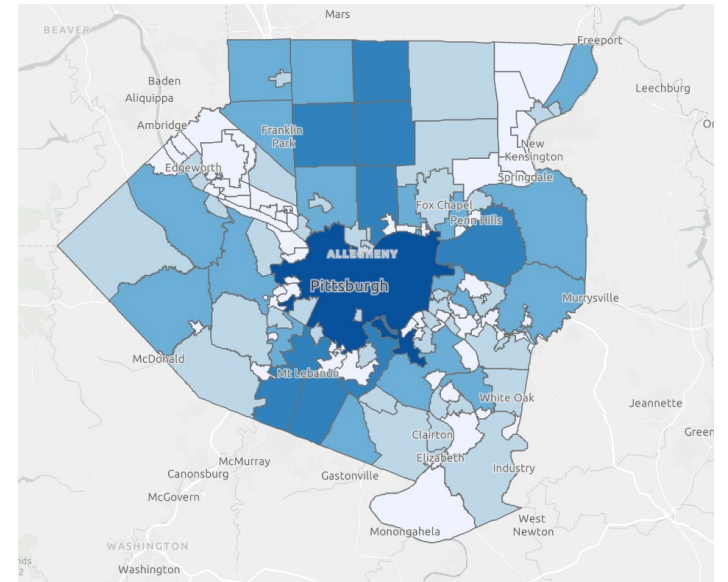 Mars
BEAVER
Freeport
Baden
Leechburg
Aliquippa
Ambridge
Franklin
Park
New
Kensington
Edgeworth
Springdale
Fox Chapel
Penn Hills
ALLEGHENY
Pittsburgh
Murrysville
McDonald
Mt Lebanon
White Oak
Jeannette
Clairton
Green
McMurray
Elizabeth
Canonsburg
Gastonville
Industry
McGovern
West
Newton
Monongahela
WASHINGTON
Washington
2